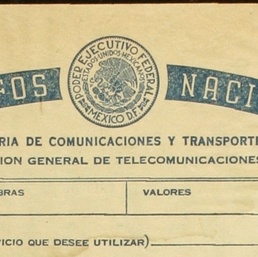 PODER EJECUTIVO FEDERAL
ESTADOS UNIDOS MEXICANOS
MEXICO D.F.
GOS NACI
RIA DE COMUNICACIONES Y TRANSPORTE
ION GENERAL DE TELECOMUNICACIONES
BRAS VALORES
VICIO QUE DESEE UTILIZAR)